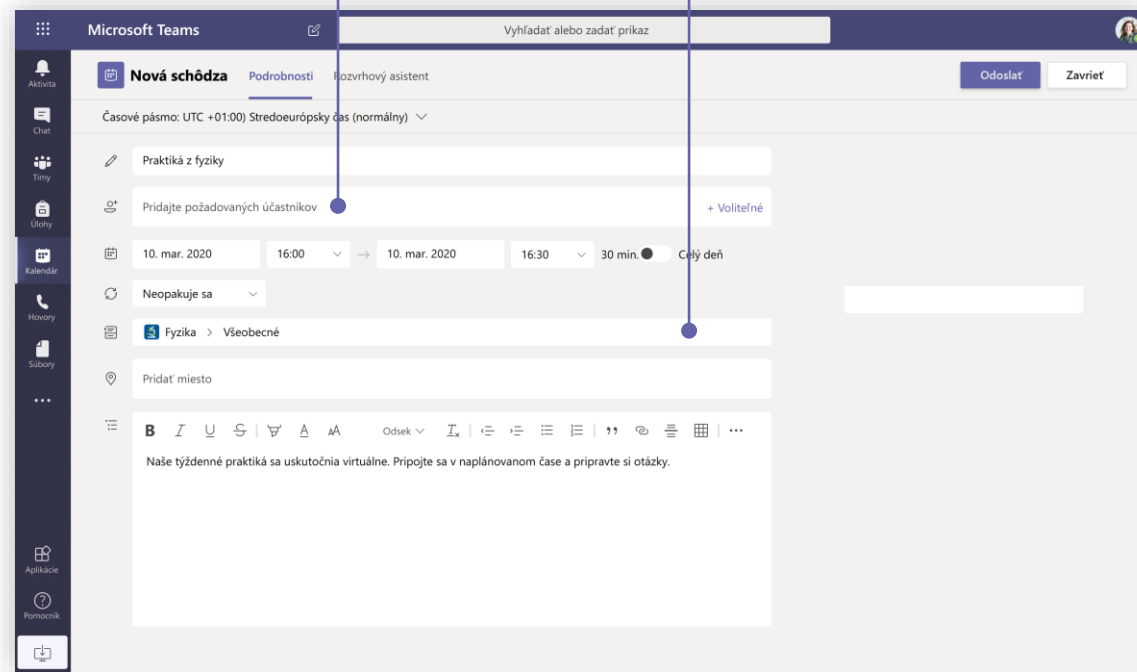 Microsoft Teams
Vyhľadať alebo zadať príkaz
Aktivita
Chat
Tímy
Úlohy
Kalendár
Hovory
Súbory
Aplikácie
Pomocník
Nová schôdza Podrobnosti Rozvrhový asistent Odoslať Zavrieť
Časové pásmo: UTC +01:00) Stredoeurópsky čas (normálny)
Praktiká z fyziky
Pridajte požadovaných účastníkov + Voliteľné
10. mar. 2020 16:00 → 10. mar. 2020 16:30 30 min. Celý deň
Neopakuje sa
Fyzika > Všeobecné
Pridať miesto
B I U S A AA Odsek
Naše týždenné praktiká sa uskutočnia virtuálne. Pripojte sa v naplánovanom čase a pripravte si otázky.